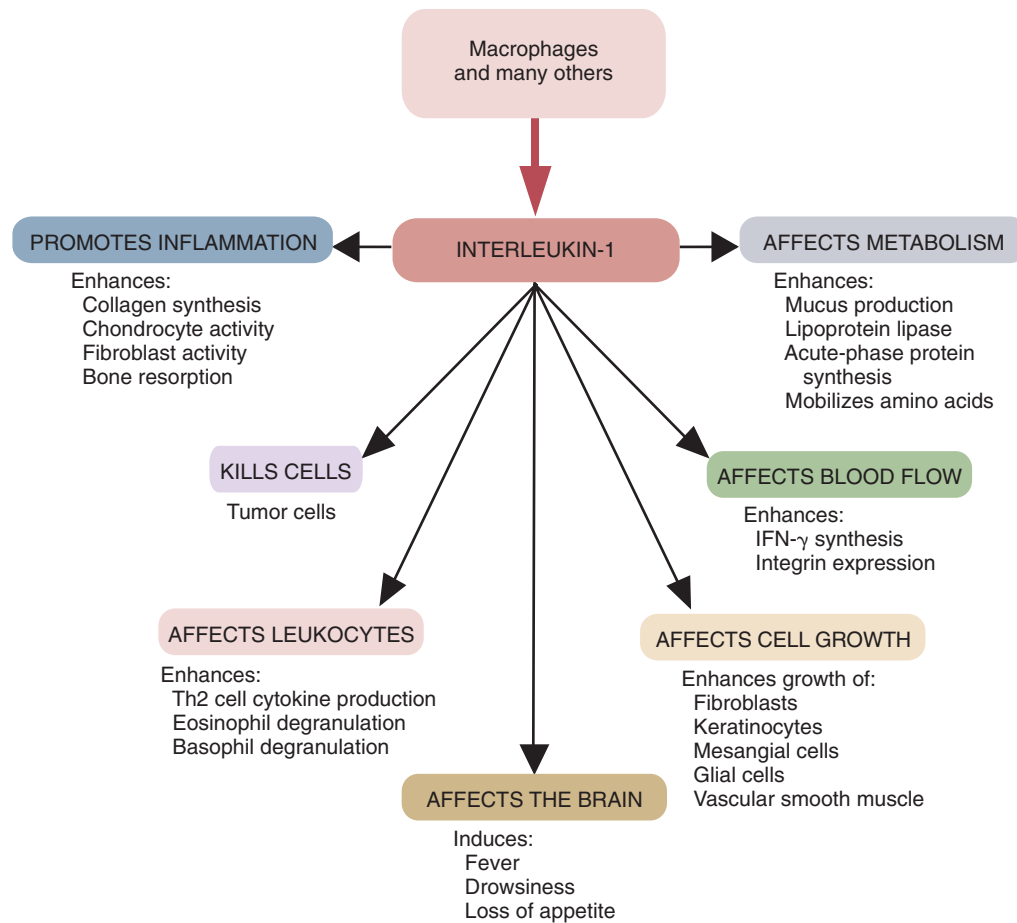 Macrophages
and many others
INTERLEUKIN-1
PROMOTES INFLAMMATION
Enhances:
Collagen synthesis
Chondrocyte activity
Fibroblast activity
Bone resorption
AFFECTS METABOLISM
Enhances:
Mucus production
Lipoprotein lipase
Acute-phase protein
synthesis
Mobilizes amino acids
KILLS CELLS
Tumor cells
AFFECTS BLOOD FLOW
Enhances:
IFN-γ synthesis
Integrin expression
AFFECTS LEUKOCYTES
Enhances:
Th2 cell cytokine production
Eosinophil degranulation
Basophil degranulation
AFFECTS CELL GROWTH
Enhances growth of:
Fibroblasts
Keratinocytes
Mesangial cells
Glial cells
Vascular smooth muscle
AFFECTS THE BRAIN
Induces:
Fever
Drowsiness
Loss of appetite